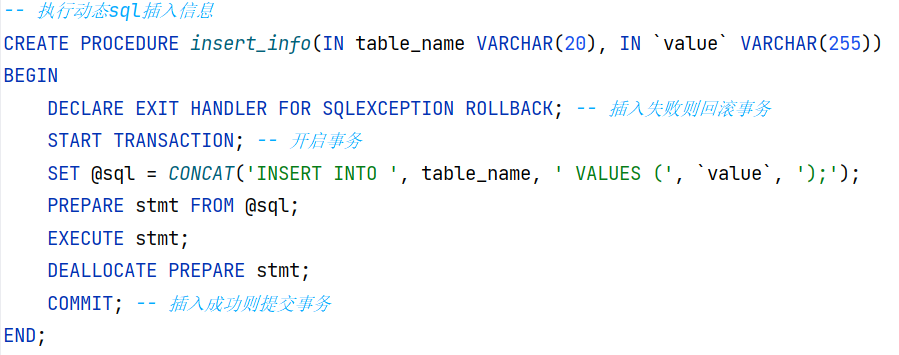 -- 执行动态sql插入信息
CREATE PROCEDURE insert_info(IN table_name VARCHAR(20), IN `value` VARCHAR(255))
BEGIN
    DECLARE EXIT HANDLER FOR SQLEXCEPTION ROLLBACK; -- 插入失败则回滚事务
    START TRANSACTION; -- 开启事务
    SET @sql = CONCAT('INSERT INTO ', table_name, ' VALUES (', `value`, ');');
    PREPARE stmt FROM @sql;
    EXECUTE stmt;
    DEALLOCATE PREPARE stmt;
    COMMIT; -- 插入成功则提交事务
END;